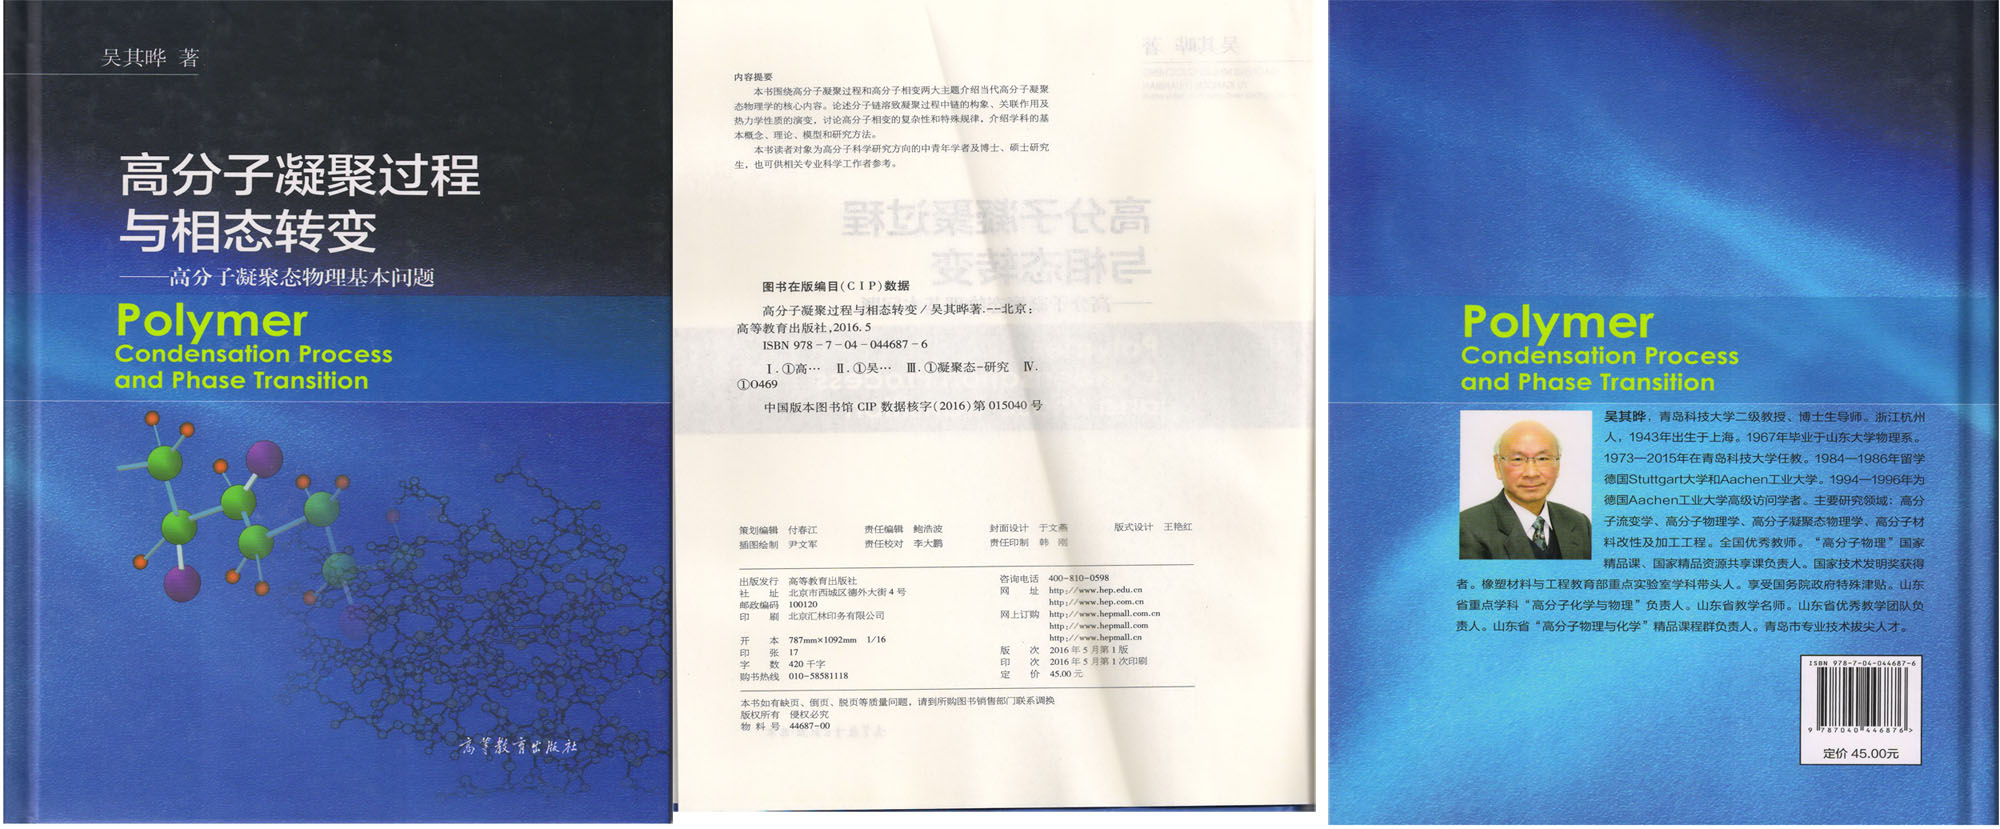 吴其晔 著
高分子凝聚过程
与相态转变
——高分子凝聚态物理基本问题
Polymer
Condensation Process
and Phase Transition
高等教育出版社
内容提要
本书围绕高分子凝聚过程和高分子相变两大主题介绍当代高分子凝聚
态物理学的核心内容。论述分子链溶致凝聚过程中链的构象、关联作用及
热力学性质的演变，讨论高分子相变的复杂性和特殊规律，介绍学科的基
本概念、理论、模型和研究方法。
本书读者对象为高分子科学研究方向的中青年学者及博士、硕士研究
生，也可供相关专业科学工作者参考。
图书在版编目(CIP)数据
高分子凝聚过程与相态转变/吴其晔著.--北京：
高等教育出版社,2016.5
ISBN 978-7-04-044687-6
Ⅰ.①高… Ⅱ.①吴… Ⅲ.①凝聚态-研究 Ⅳ.
①O469
中国版本图书馆 CIP 数据核字(2016)第 015040 号
策划编辑 付春江 责任编辑 鲍浩波 封面设计 于文燕 版式设计 王艳红
插图绘制 尹文军 责任校对 李大鹏 责任印制 韩 刚
出版发行 高等教育出版社
社 址 北京市西城区德外大街4号
邮政编码 100120
印 刷 北京汇林印务有限公司
开 本 787mm×1092mm 1/16
印 张 17
字 数 420 千字
购书热线 010-58581118
咨询电话 400-810-0598
网 址 http://www.hep.edu.cn
http://www.hep.com.cn
网上订购 http://www.hepmall.com.cn
http://www.hepmall.com
http://www.hepmall.cn
版 次 2016 年 5 月第 1 版
印 次 2016 年 5 月第 1 次印刷
定 价 45.00 元
本书如有缺页、倒页、脱页等质量问题，请到所购图书销售部门联系调换
版权所有 侵权必究
物 料 号 44687-00
Polymer
Condensation Process
and Phase Transition
吴其晔，青岛科技大学二级教授、博士生导师。浙江杭州
人，1943年出生于上海。1967年毕业于山东大学物理系。
1973—2015年在青岛科技大学任教。1984—1986年留学
德国Stuttgart大学和Aachen工业大学。1994—1996年为
德国Aachen工业大学高级访问学者。主要研究领域：高分
子流变学、高分子物理学、高分子凝聚态物理学、高分子材
料改性及加工工程。全国优秀教师。“高分子物理”国家
精品课、国家精品资源共享课负责人。国家技术发明奖获得
者。橡塑材料与工程教育部重点实验室学科带头人。享受国务院政府特殊津贴。山东
省重点学科“高分子化学与物理”负责人。山东省教学名师。山东省优秀教学团队负
责人。山东省“高分子物理与化学”精品课程群负责人。青岛市专业技术拔尖人才。
ISBN 978-7-04-044687-6
9 787040 446876 >
定价 45.00元